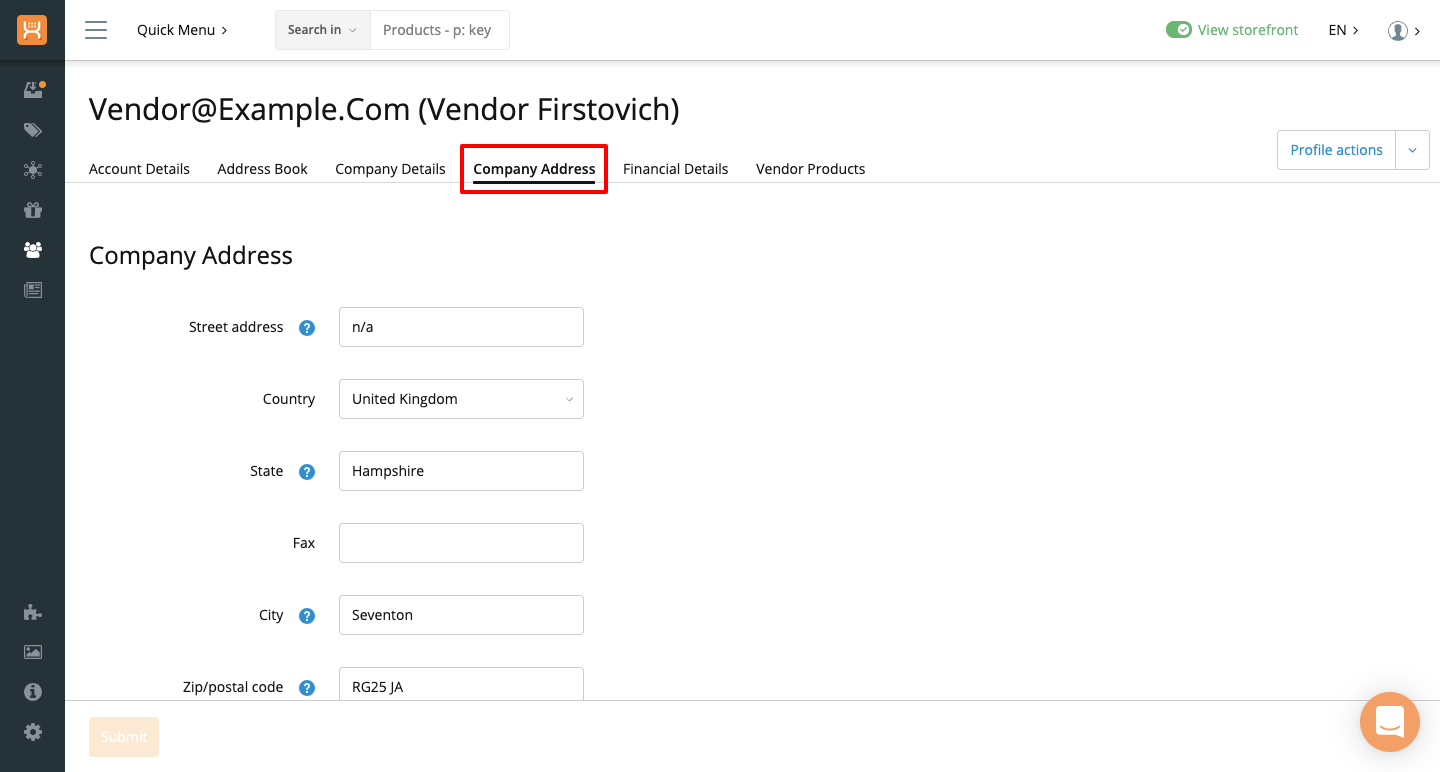 Quick Menu
Search in
Products - p: key
View storefront
EN
Vendor@Example.Com (Vendor Firstovich)
Profile actions
Account Details Address Book Company Details Company Address Financial Details Vendor Products
Company Address
Street address ? n/a
Country United Kingdom
State ? Hampshire
Fax
City ? Seventon
Zip/postal code ? RG25 JA
Submit